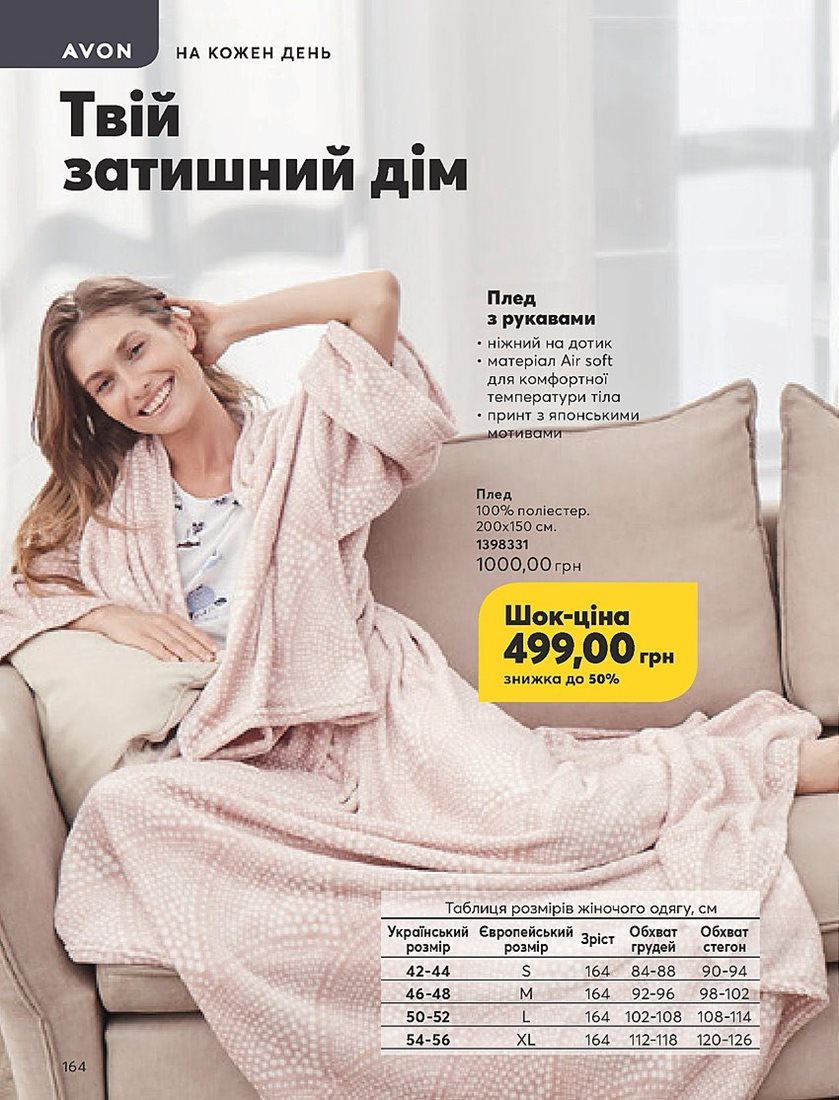 AVON
НА КОЖЕН ДЕНЬ
Твій
затишний дім
Плед
з рукавами
• ніжний на дотик
• матеріал Air soft
для комфортної
температури тіла
• принт з японськими
мотивами
Плед
100% поліестер.
200x150 см.
1398331
1000,00 грн
Шок-ціна
499,00 грн
знижка до 50%
Таблиця розмірів жіночого одягу, см
Український розмір Європейський розмір Зріст Обхват грудей Обхват стегон
42-44 S 164 84-88 90-94
46-48 M 164 92-96 98-102
50-52 L 164 102-108 108-114
54-56 XL 164 112-118 120-126
164